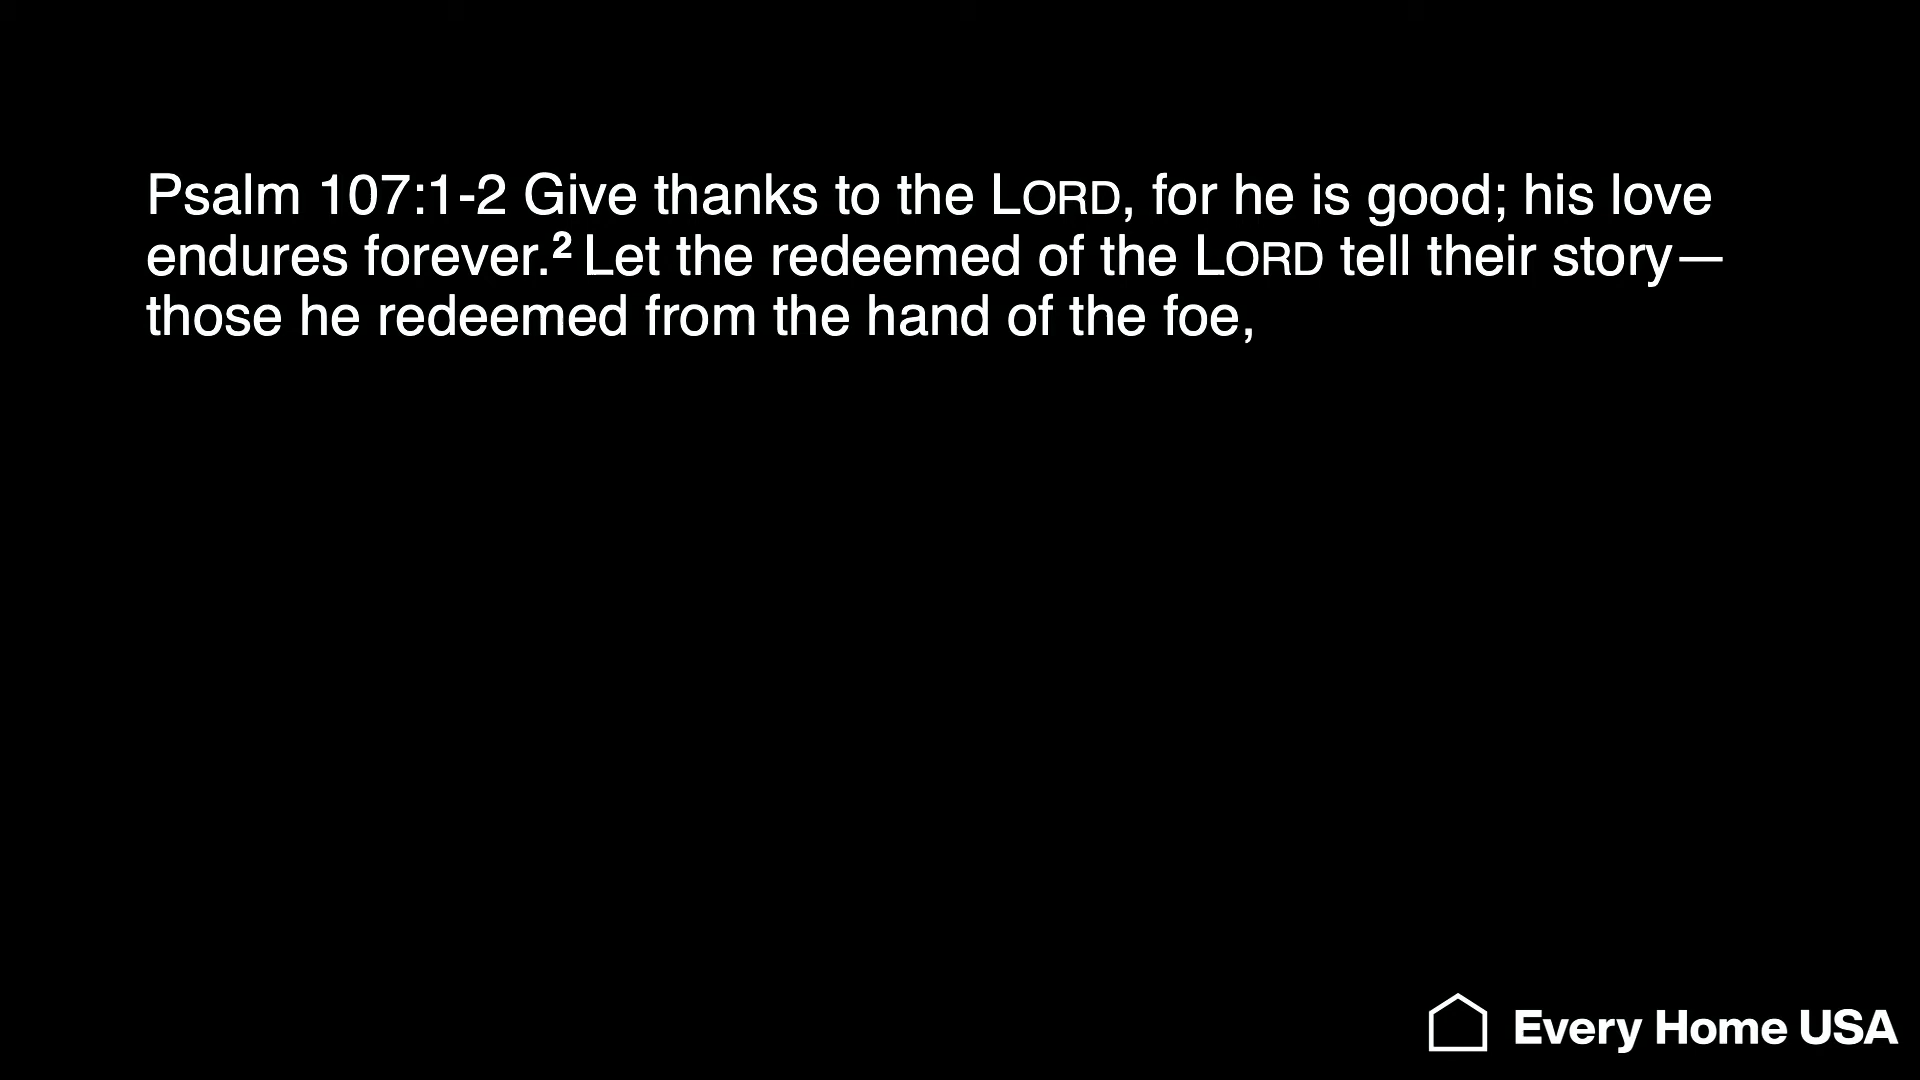 Psalm 107:1-2 Give thanks to the LORD, for he is good; his love
endures forever.² Let the redeemed of the LORD tell their story—
those he redeemed from the hand of the foe,
Every Home USA